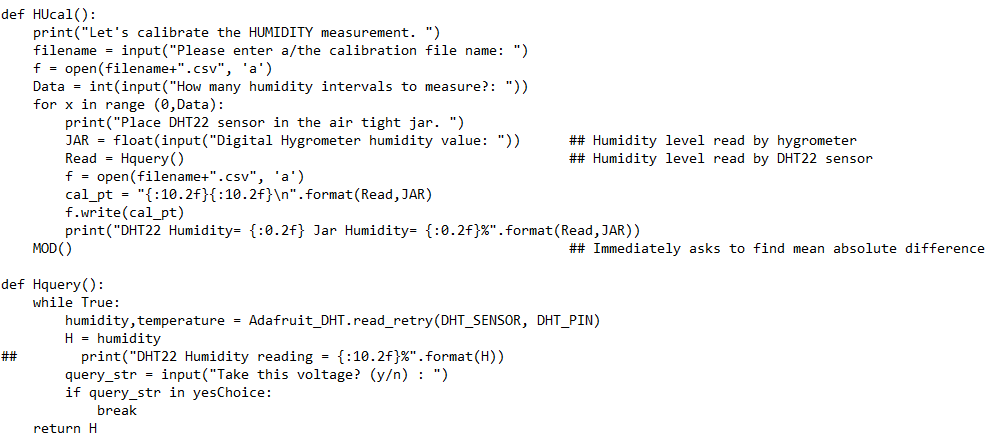 def HUcal():
    print("Let's calibrate the HUMIDITY measurement. ")
    filename = input("Please enter a/the calibration file name: ")
    f = open(filename+".csv", 'a')
    Data = int(input("How many humidity intervals to measure?: "))
    for x in range (0,Data):
        print("Place DHT22 sensor in the air tight jar. ")
        JAR = float(input("Digital Hygrometer humidity value: "))      ## Humidity level read by hygrometer
        Read = Hquery()                                                ## Humidity level read by DHT22 sensor
        f = open(filename+".csv", 'a')
        cal_pt = "{:10.2f}{:10.2f}\n".format(Read,JAR)
        f.write(cal_pt)
        print("DHT22 Humidity= {:0.2f} Jar Humidity= {:0.2f}%".format(Read,JAR))
    MOD()                                                              ## Immediately asks to find mean absolute difference

def Hquery():
    while True:
        humidity,temperature = Adafruit_DHT.read_retry(DHT_SENSOR, DHT_PIN)
        H = humidity
##        print("DHT22 Humidity reading = {:10.2f}%".format(H))
        query_str = input("Take this voltage? (y/n) : ")
        if query_str in yesChoice:
            break
    return H